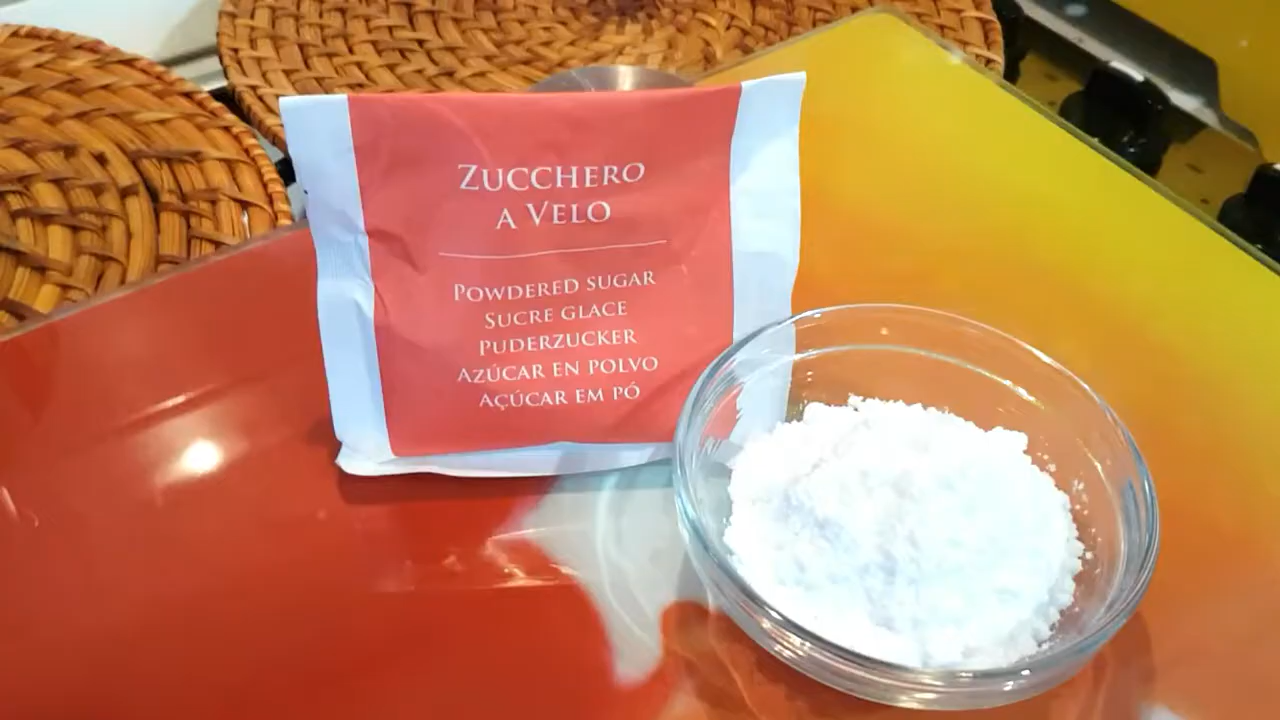 ZUCCHERO
A VELO
POWDERED SUGAR
SUCRE GLACE
PUDERZUCKER
AZÚCAR EN POLVO
AÇÚCAR EM PÓ